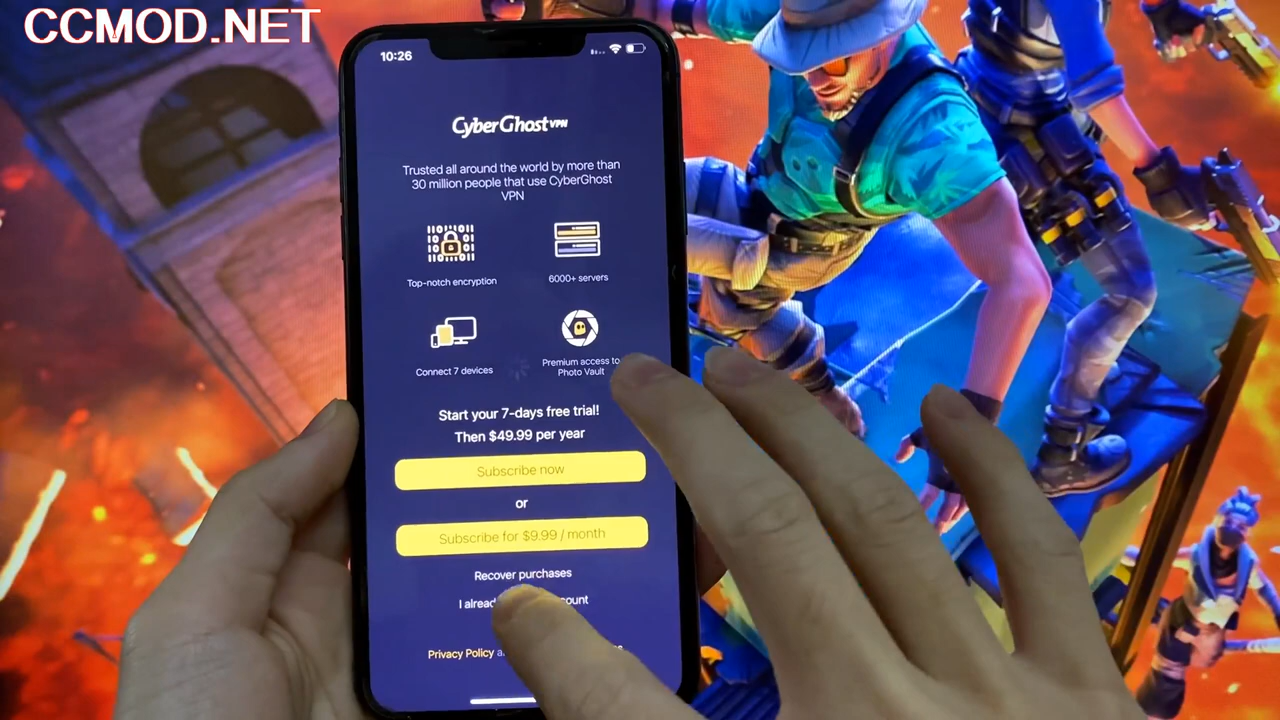 CCMOD.NET
10:26
CyberGhost VPN
Trusted all around the world by more than
30 million people that use CyberGhost
VPN
Top-notch encryption
6000+ servers
Connect 7 devices
Premium access to
Photo Vault
Start your 7-days free trial!
Then $49.99 per year
Subscribe now
or
Subscribe for $9.99 / month
Recover purchases
I
Privacy Policy